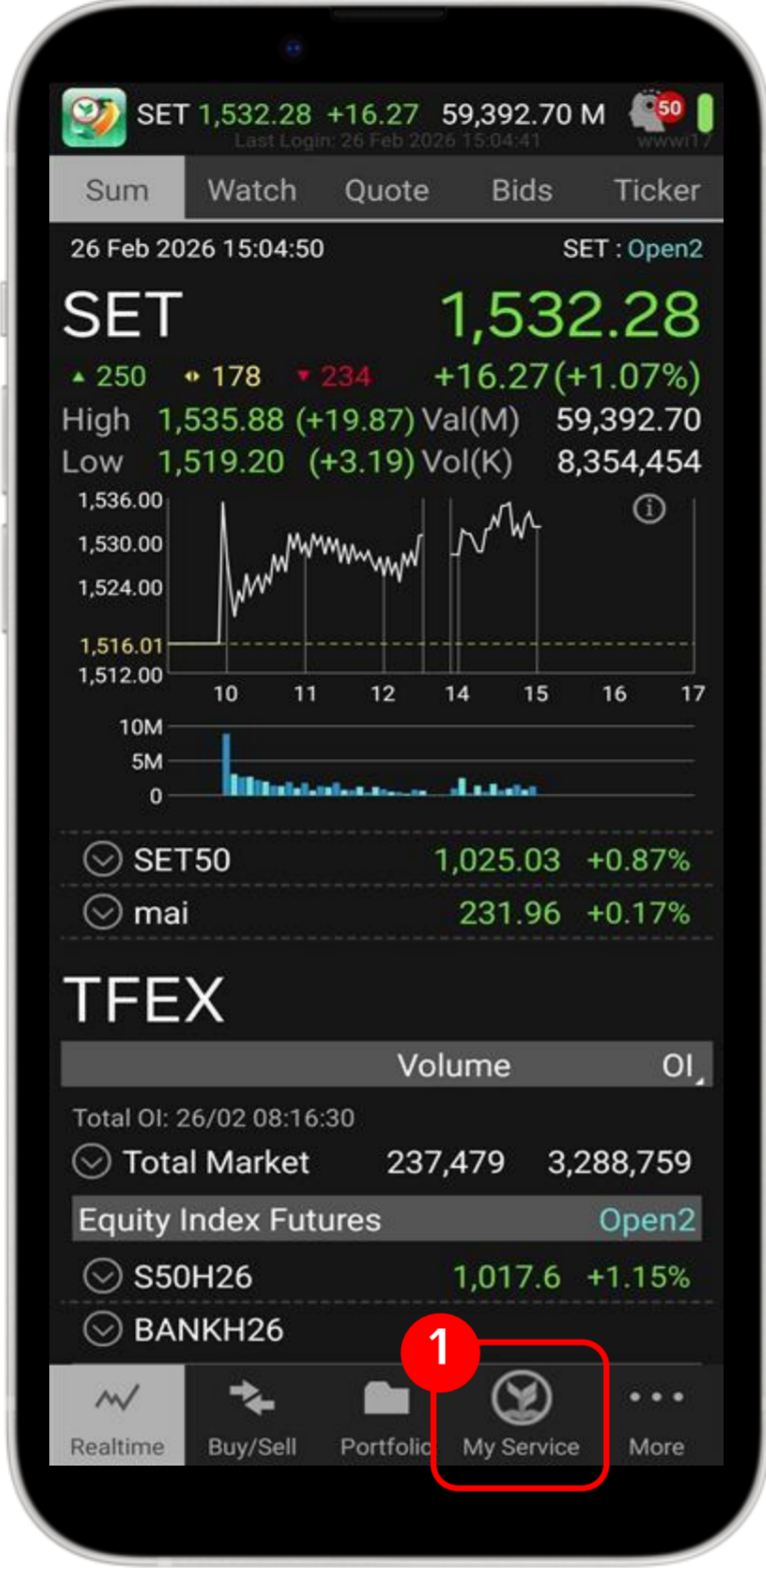 SET 1,532.28 +16.27 59,392.70 M 50
Last Login: 26 Feb 2026 15:04:41 wwwi17
Sum Watch Quote Bids Ticker
26 Feb 2026 15:04:50 SET : Open2
SET 1,532.28
▲ 250 178 ▼ 234 +16.27(+1.07%)
High 1,535.88 (+19.87) Val(M) 59,392.70
Low 1,519.20 (+3.19) Vol(K) 8,354,454
1,536.00
1,530.00
1,524.00
1,516.01
1,512.00
10 11 12 14 15 16 17
10M
5M
0
SET50 1,025.03 +0.87%
mai 231.96 +0.17%
TFEX
Volume OI
Total OI: 26/02 08:16:30
Total Market 237,479 3,288,759
Equity Index Futures Open2
S50H26 1,017.6 +1.15%
BANKH26
1
Realtime Buy/Sell Portfolio My Service More